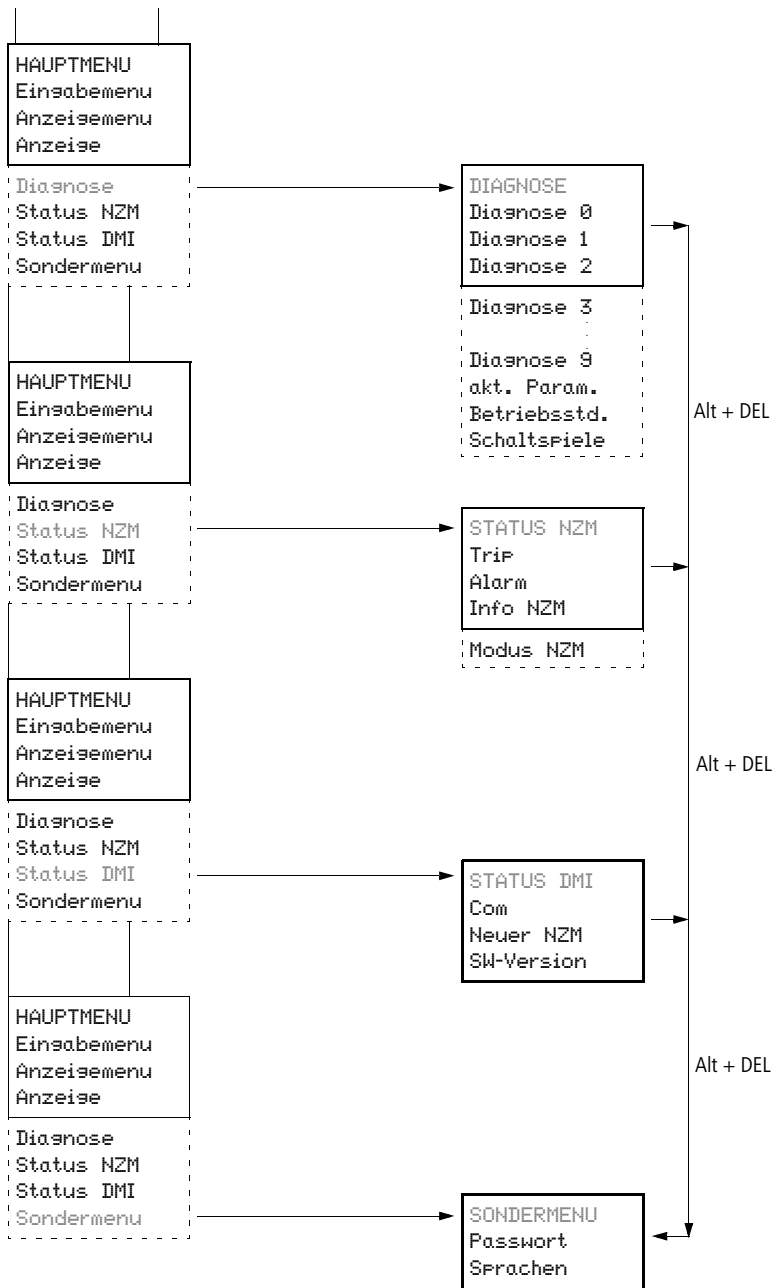 HAUPTMENU
Eingabemenu
Anzeigemenu
Anzeige
Diagnose
Status NZM
Status DMI
Sondermenu
DIAGNOSE
Diagnose 0
Diagnose 1
Diagnose 2
Diagnose 3
Diagnose 9
akt. Param.
Betriebsstd.
Schaltspiele
Alt + DEL
HAUPTMENU
Eingabemenu
Anzeigemenu
Anzeige
Diagnose
Status NZM
Status DMI
Sondermenu
STATUS NZM
Trip
Alarm
Info NZM
Modus NZM
Alt + DEL
HAUPTMENU
Eingabemenu
Anzeigemenu
Anzeige
Diagnose
Status NZM
Status DMI
Sondermenu
STATUS DMI
Com
Neuer NZM
SW-Version
Alt + DEL
HAUPTMENU
Eingabemenu
Anzeigemenu
Anzeige
Diagnose
Status NZM
Status DMI
Sondermenu
SONDERMENU
Passwort
Sprachen